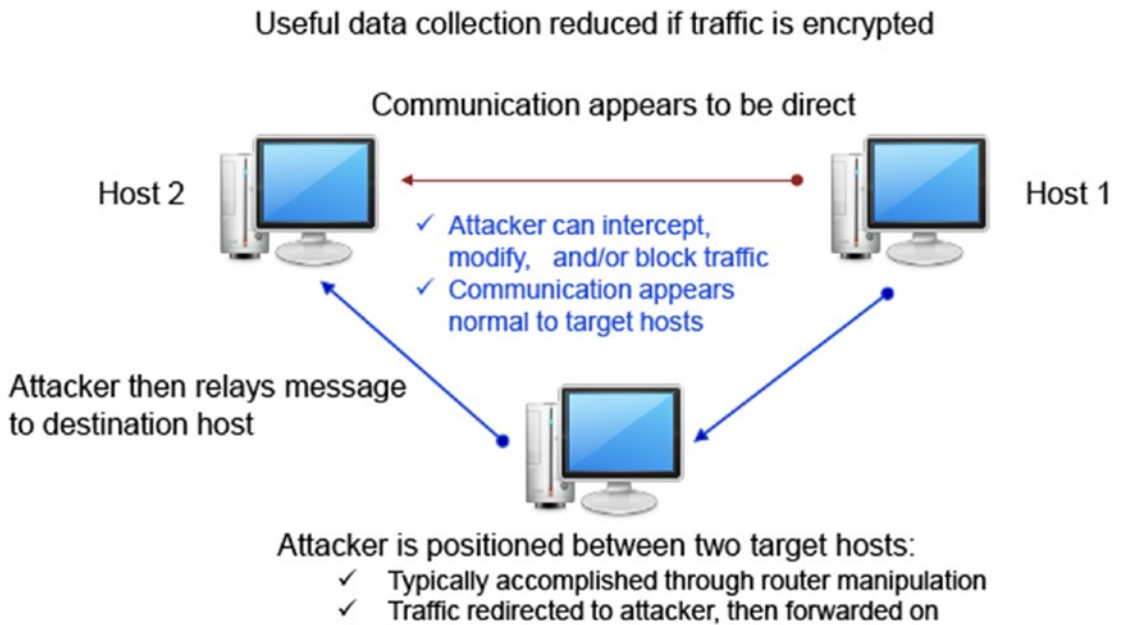 Useful data collection reduced if traffic is encrypted
Communication appears to be direct
Host 2
Host 1
✓ Attacker can intercept,
modify, and/or block traffic
✓ Communication appears
normal to target hosts
Attacker then relays message
to destination host
Attacker is positioned between two target hosts:
✓ Typically accomplished through router manipulation
✓ Traffic redirected to attacker, then forwarded on